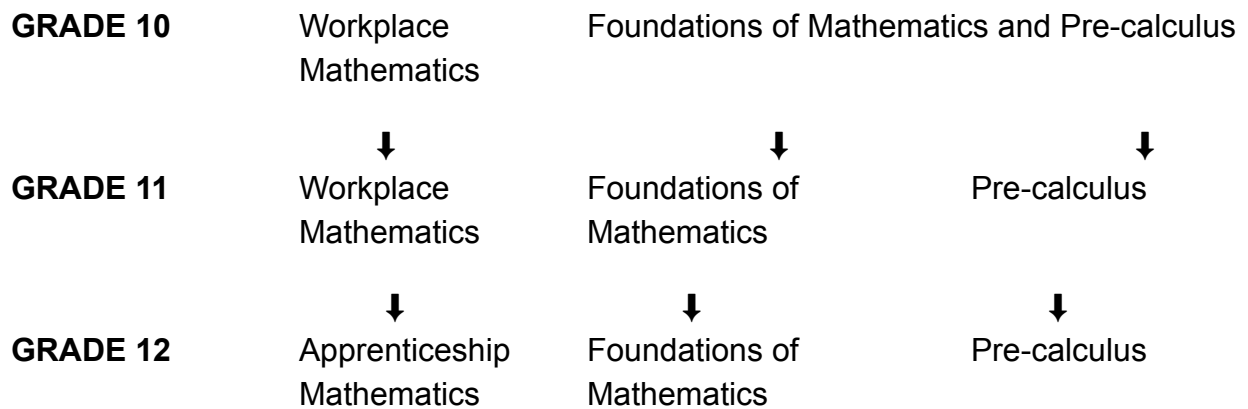 GRADE 10 Workplace Foundations of Mathematics and Pre-calculus
Mathematics
⬇ ⬇ ⬇
GRADE 11 Workplace Foundations of Pre-calculus
Mathematics Mathematics
⬇ ⬇ ⬇
GRADE 12 Apprenticeship Foundations of Pre-calculus
Mathematics Mathematics